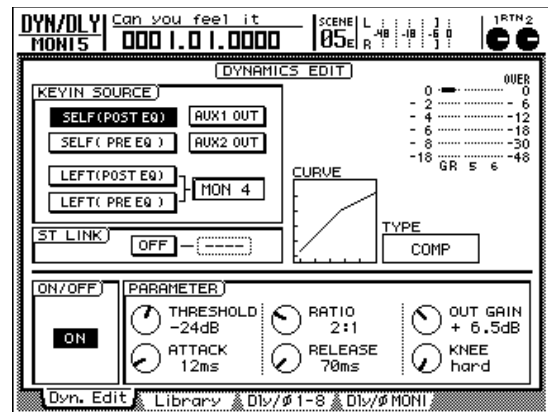 DYN/DLY Can you feel it SCENE L 1RTN2
MONI5 0001.01.0000 05E R -48 -18 -6 0
DYNAMICS EDIT
KEYIN SOURCE
SELF(POST EQ) AUX1 OUT
SELF( PRE EQ ) AUX2 OUT
LEFT(POST EQ)
LEFT( PRE EQ )
MON 4
ST LINK
OFF ----
CURVE
TYPE
COMP
OVER
0 0
- 2 - 6
- 4 -12
- 6 -18
- 8 -30
-18 -48
GR 5 6
ON/OFF
ON
PARAMETER
THRESHOLD -24dB
RATIO 2:1
OUT GAIN + 6.5dB
ATTACK 12ms
RELEASE 70ms
KNEE hard
Dyn. Edit Library Dly/Ø1-8 Dly/ØMONI